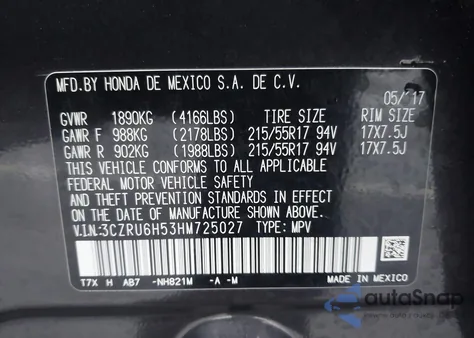 MFD.BY HONDA DE MEXICO S.A. DE C.V.
05/'17
GVWR 1890KG (4166LBS) TIRE SIZE RIM SIZE
GAWR F 988KG (2178LBS) 215/55R17 94V 17X7.5J
GAWR R 902KG (1988LBS) 215/55R17 94V 17X7.5J
THIS VEHICLE CONFORMS TO ALL APPLICABLE
FEDERAL MOTOR VEHICLE SAFETY
AND THEFT PREVENTION STANDARDS IN EFFECT
ON THE DATE OF MANUFACTURE SHOWN ABOVE.
V.I.N:3CZRU6H53HM725027 TYPE: MPV
T7X H AB7 -NH821M -A -M MADE IN MEXICO
autoSnap